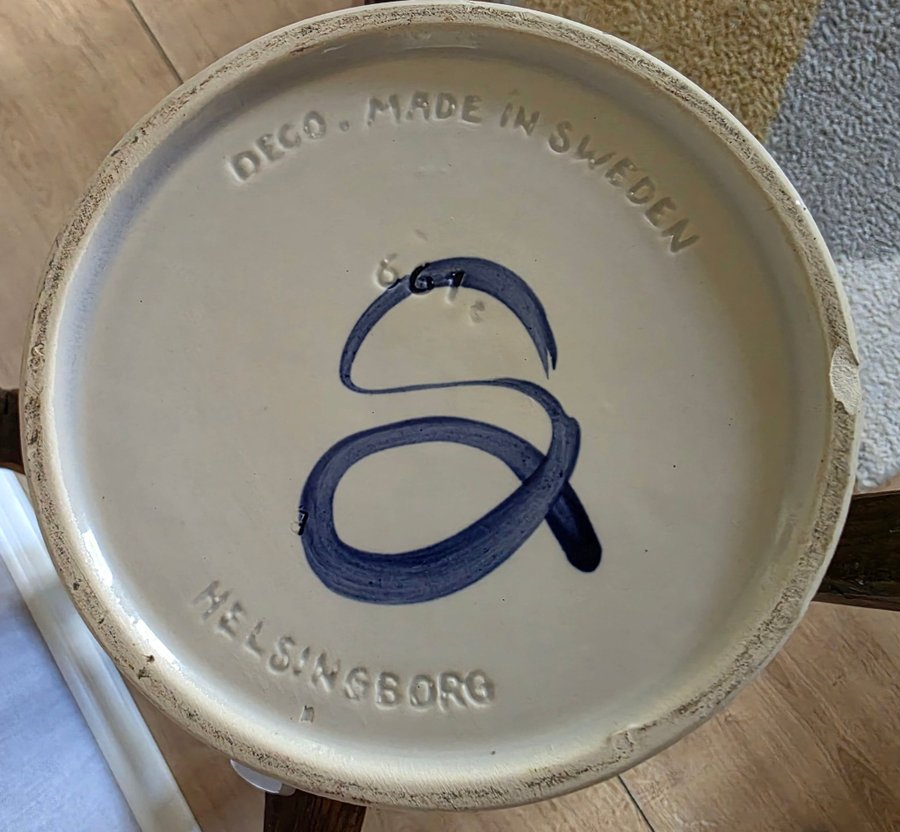 DECO. MADE IN SWEDEN
661
HELSINGBORG